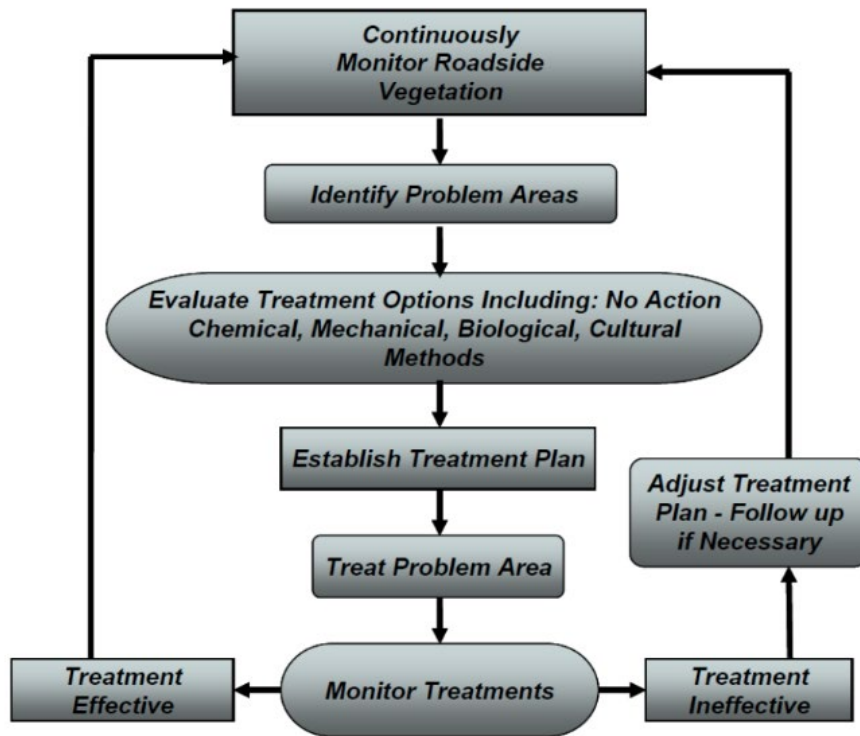 Continuously
Monitor Roadside
Vegetation
Identify Problem Areas
Evaluate Treatment Options Including: No Action
Chemical, Mechanical, Biological, Cultural
Methods
Establish Treatment Plan
Adjust Treatment
Plan - Follow up
if Necessary
Treat Problem Area
Treatment
Effective
Monitor Treatments
Treatment
Ineffective